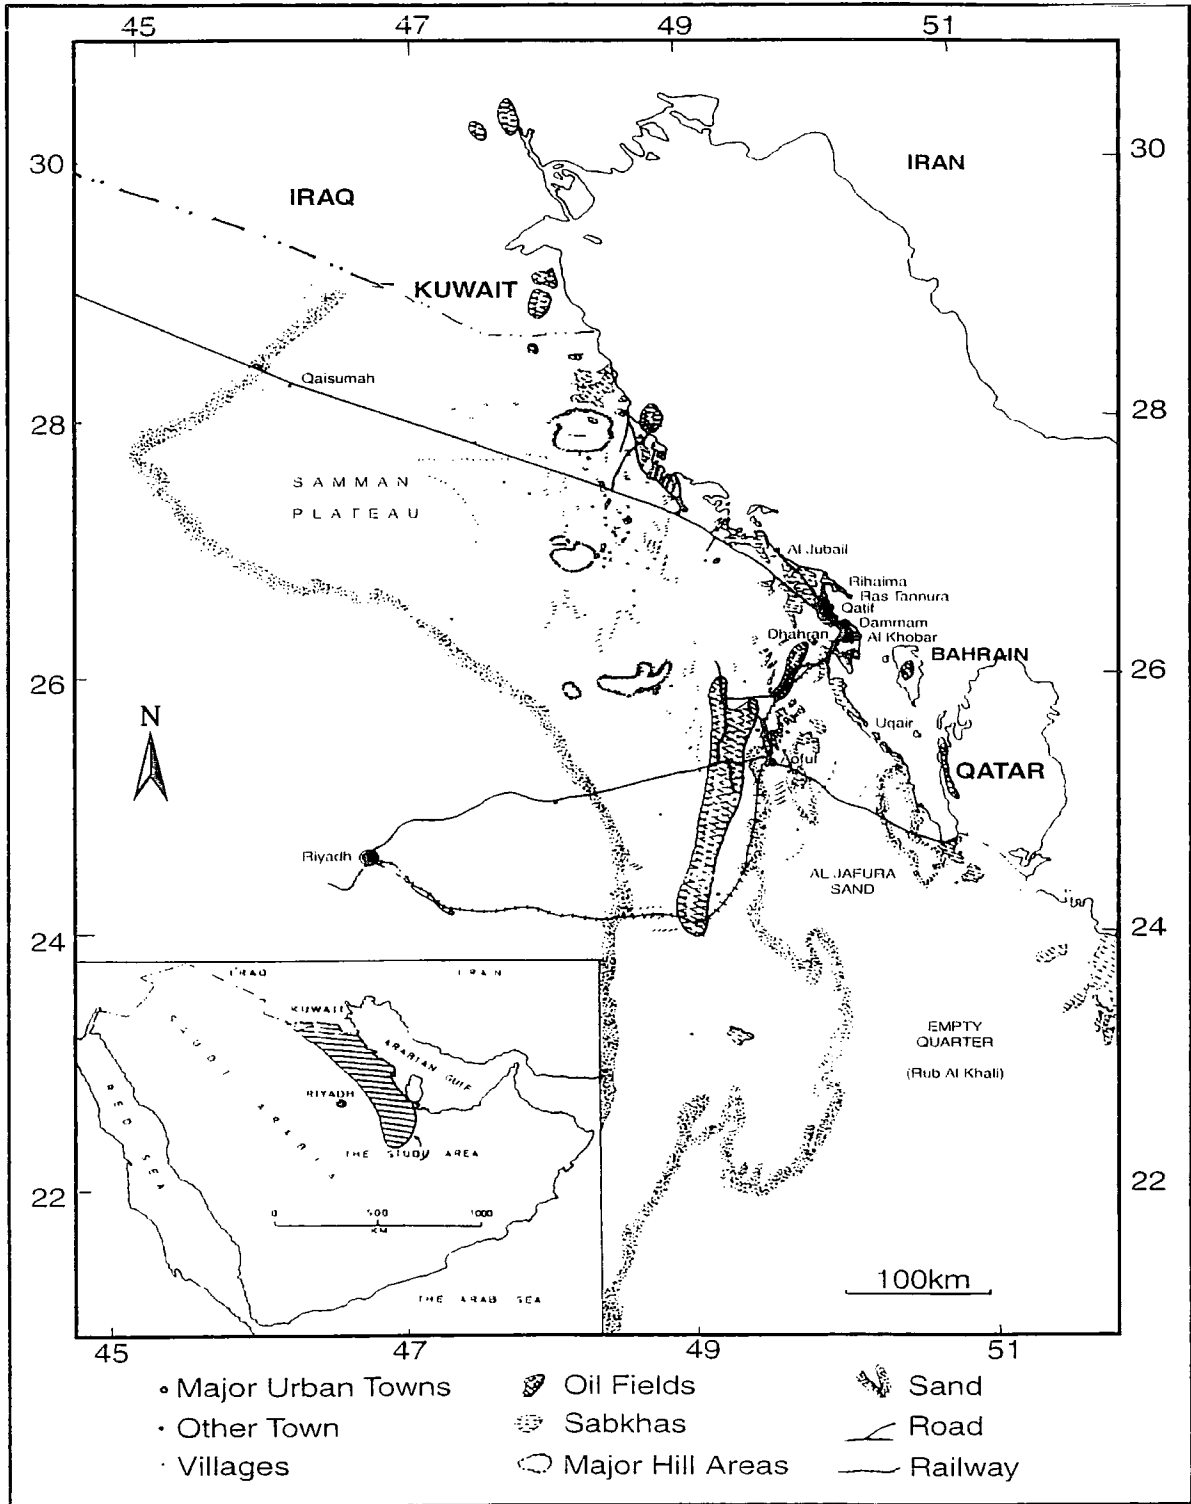 45 47 49 51
30 30
IRAN
IRAQ
KUWAIT
Qaisumah
28 28
SAMMAN
PLATEAU
Al Jubail
Rihaima
Ras Tannura
Qatif
Dammam
Dhahran
Al Khobar
BAHRAIN
26 26
N
Uqair
QATAR
Riyadh
AL JAFURA
SAND
24 24
IRAQ IRAN
KUWAIT
ARABIAN GULF
SAUDI ARABIA
RIYADH
RED SEA
THE STUDY AREA
EMPTY
QUARTER
(Rub Al Khali)
22 22
0 500 1000
KM
100km
THE ARAB SEA
45 47 49 51
Major Urban Towns
Oil Fields
Sand
Other Town
Sabkhas
Road
Villages
Major Hill Areas
Railway